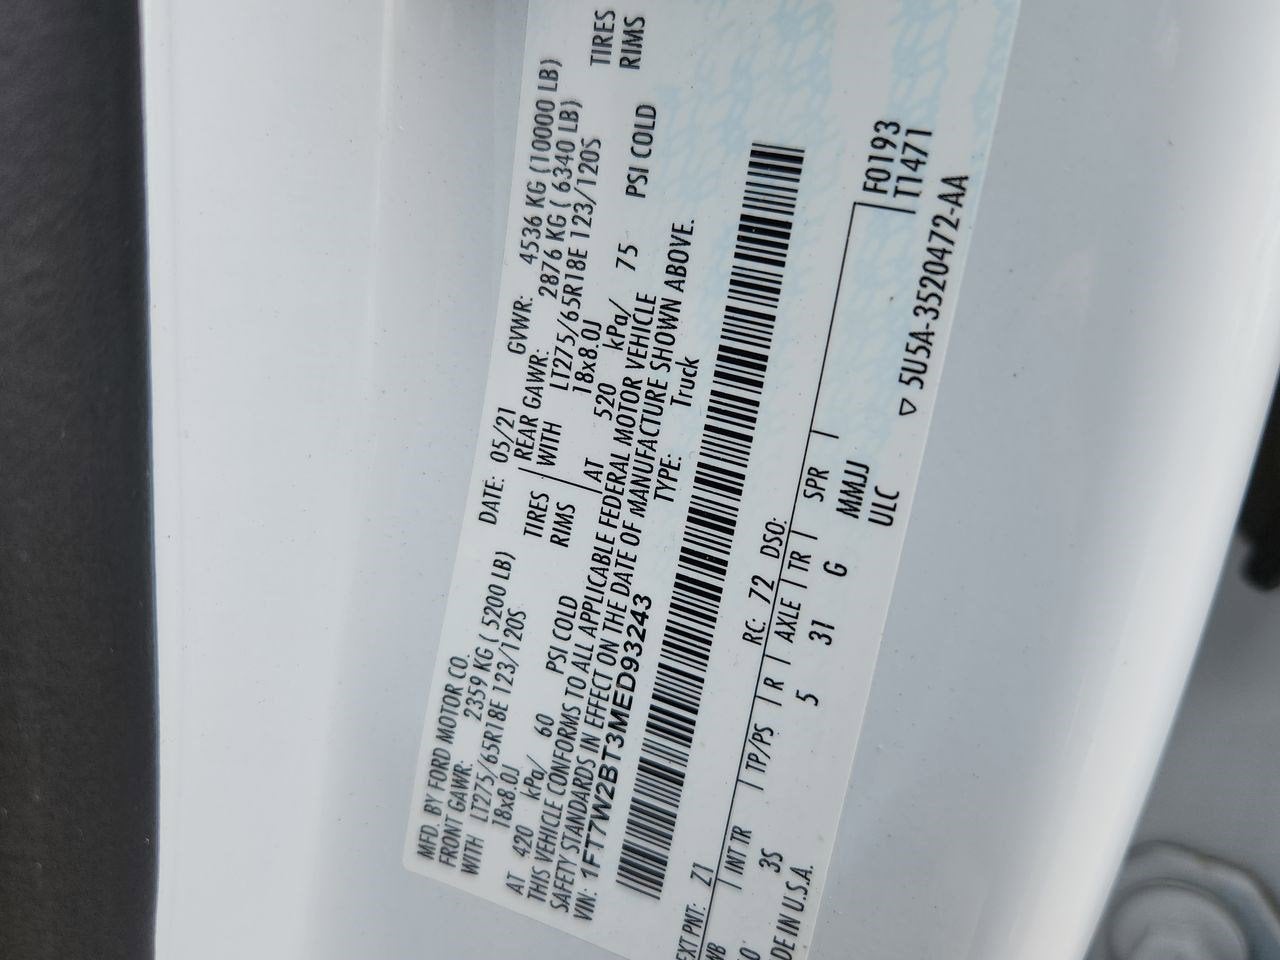 MFD. BY FORD MOTOR CO. DATE: 05/21 GVWR: 4536 KG (10000 LB)
FRONT GAWR: 2359 KG ( 5200 LB) REAR GAWR: 2876 KG ( 6340 LB)
WITH LT275/65R18E 123/120S TIRES WITH LT275/65R18E 123/120S TIRES
18x8.0J RIMS 18x8.0J RIMS
AT 420 kPa/ 60 PSI COLD AT 520 kPa/ 75 PSI COLD
THIS VEHICLE CONFORMS TO ALL APPLICABLE FEDERAL MOTOR VEHICLE
SAFETY STANDARDS IN EFFECT ON THE DATE OF MANUFACTURE SHOWN ABOVE.
VIN: 1FT7W2BT3MED93243 TYPE: Truck
EXT PNT: Z1 RC: 72 DSO:
WB INT TR TP/PS R AXLE TR SPR F0193
3S 5 31 G MMJJ T1471
DE IN U.S.A. ULC
▽ 5U5A-3520472-AA